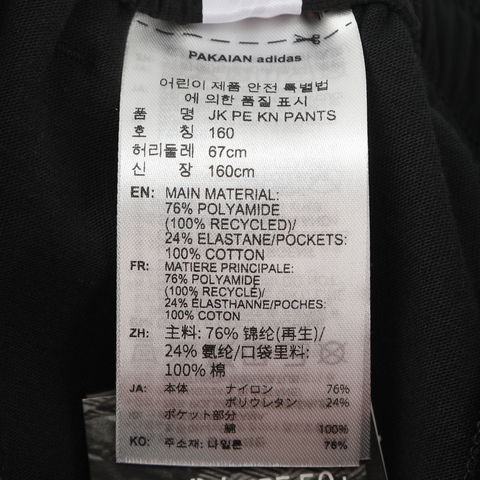 PAKAIAN adidas
어린이 제품 안전 특별법
에 의한 품질 표시
품 명 JK PE KN PANTS
호 칭 160
허리둘레 67cm
신 장 160cm
EN: MAIN MATERIAL:
76% POLYAMIDE
(100% RECYCLED)/
24% ELASTANE/POCKETS:
100% COTTON
FR: MATIERE PRINCIPALE:
76% POLYAMIDE
(100% RECYCLÉ)/
24% ÉLASTHANNE/POCHES:
100% COTON
ZH: 主料: 76% 锦纶(再生)/
24% 氨纶/口袋里料:
100% 棉
JA: 本体 ナイロン 76%
ポリウレタン 24%
ポケット部分
綿 100%
KO: 주소재: 나일론 76%